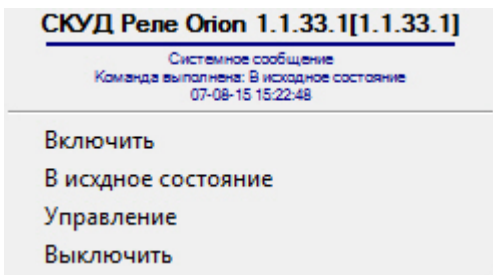 СКУД Реле Orion 1.1.33.1[1.1.33.1]
Системное сообщение
Команда выполнена: В исходное состояние
07-08-15 15:22:48
Включить
В исхдное состояние
Управление
Выключить